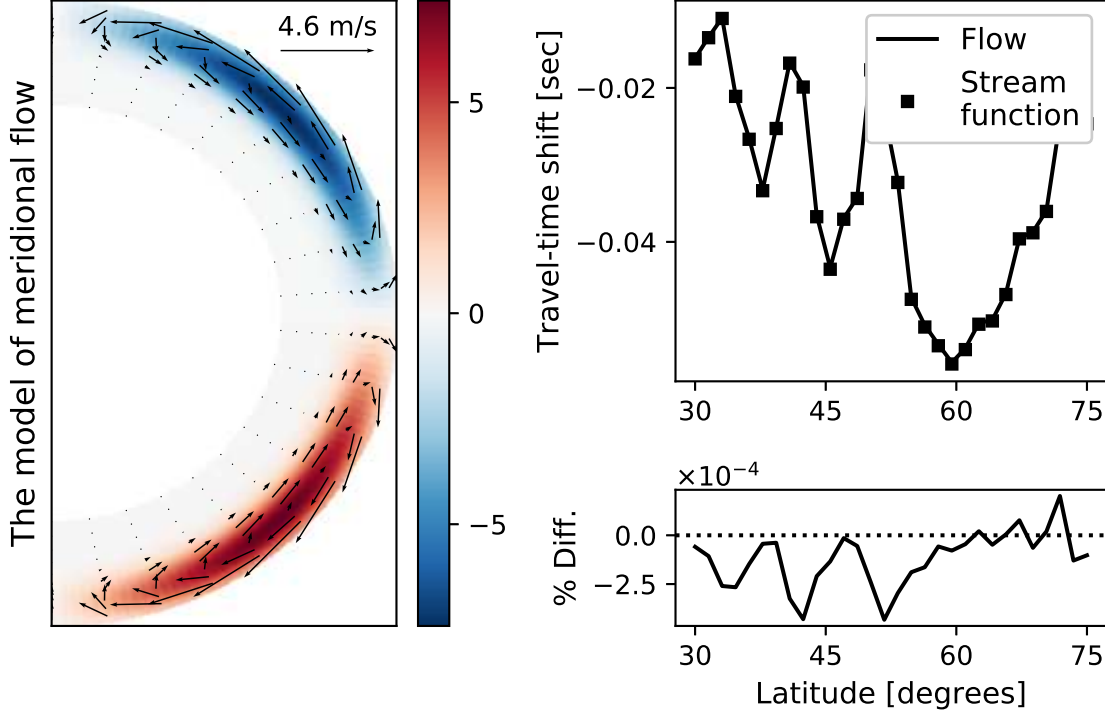 The model of meridional flow
4.6 m/s
5
0
−5
Travel-time shift [sec]
−0.02
−0.04
Flow
Stream
function
30
45
60
75
×10⁻⁴
% Diff.
0.0
−2.5
30
45
60
75
Latitude [degrees]